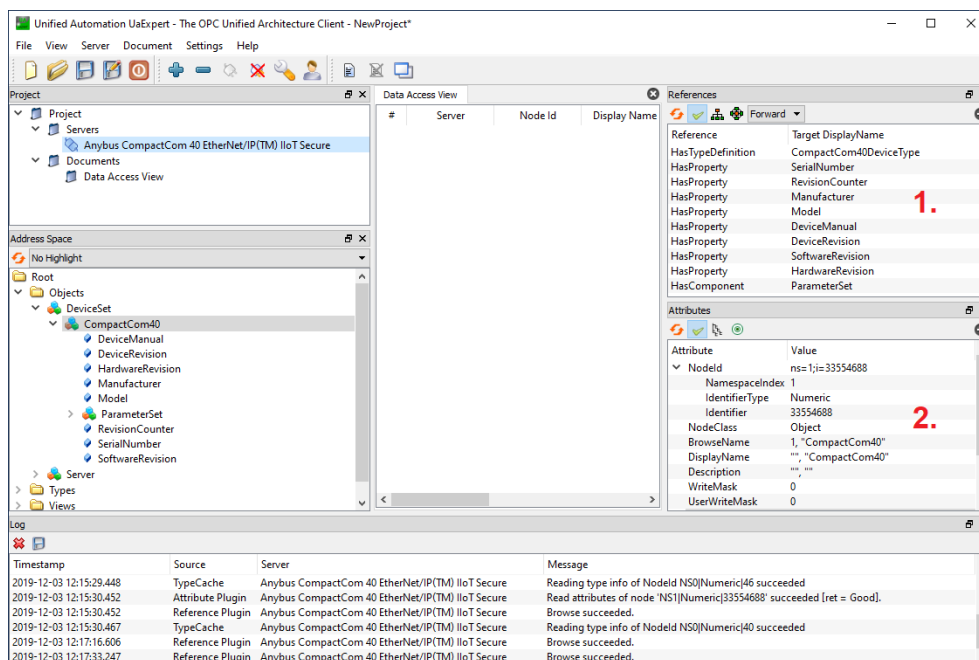 Unified Automation UaExpert - The OPC Unified Architecture Client - NewProject*
File View Server Document Settings Help
Project
Project
Servers
Anybus CompactCom 40 EtherNet/IP(TM) IIoT Secure
Documents
Data Access View
Address Space
No Highlight
Root
Objects
DeviceSet
CompactCom40
DeviceManual
DeviceRevision
HardwareRevision
Manufacturer
Model
ParameterSet
RevisionCounter
SerialNumber
SoftwareRevision
Server
Types
Views
Data Access View
# Server Node Id Display Name
References
Forward
Reference Target DisplayName
HasTypeDefinition CompactCom40DeviceType
HasProperty SerialNumber
HasProperty RevisionCounter
HasProperty Manufacturer
HasProperty Model
HasProperty DeviceManual
HasProperty DeviceRevision
HasProperty SoftwareRevision
HasProperty HardwareRevision
HasComponent ParameterSet
1.
Attributes
Attribute Value
NodeId ns=1;i=33554688
NamespaceIndex 1
IdentifierType Numeric
Identifier 33554688
NodeClass Object
BrowseName 1, "CompactCom40"
DisplayName "", "CompactCom40"
Description "", ""
WriteMask 0
UserWriteMask 0
2.
Log
Timestamp Source Server Message
2019-12-03 12:15:29.448 TypeCache Anybus CompactCom 40 EtherNet/IP(TM) IIoT Secure Reading type info of NodeId NS0|Numeric|46 succeeded
2019-12-03 12:15:30.452 Attribute Plugin Anybus CompactCom 40 EtherNet/IP(TM) IIoT Secure Read attributes of node 'NS1|Numeric|33554688' succeeded [ret = Good].
2019-12-03 12:15:30.452 Reference Plugin Anybus CompactCom 40 EtherNet/IP(TM) IIoT Secure Browse succeeded.
2019-12-03 12:15:30.467 TypeCache Anybus CompactCom 40 EtherNet/IP(TM) IIoT Secure Reading type info of NodeId NS0|Numeric|40 succeeded
2019-12-03 12:17:16.606 Reference Plugin Anybus CompactCom 40 EtherNet/IP(TM) IIoT Secure Browse succeeded.
2019-12-03 12:17:33.247 Reference Plugin Anybus CompactCom 40 EtherNet/IP(TM) IIoT Secure Browse succeeded.